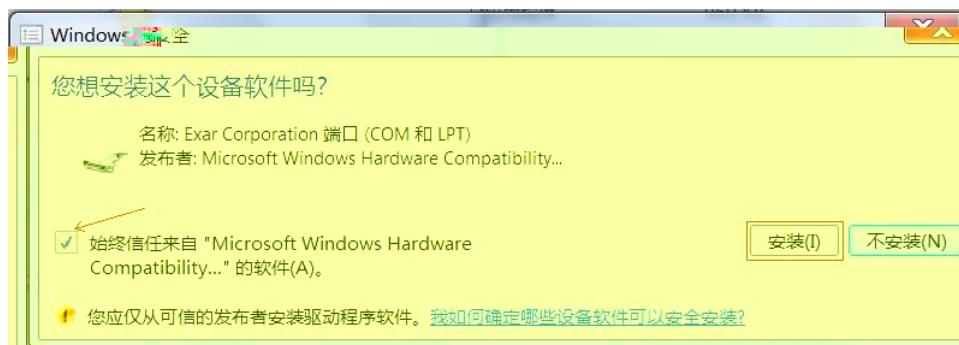 Windows 安全
您想安装这个设备软件吗?
名称: Exar Corporation 端口 (COM 和 LPT)
发布者: Microsoft Windows Hardware Compatibility...
始终信任来自 "Microsoft Windows Hardware
Compatibility..." 的软件(A)。
安装(I)
不安装(N)
您应仅从可信的发布者安装驱动程序软件。我如何确定哪些设备软件可以安全安装?